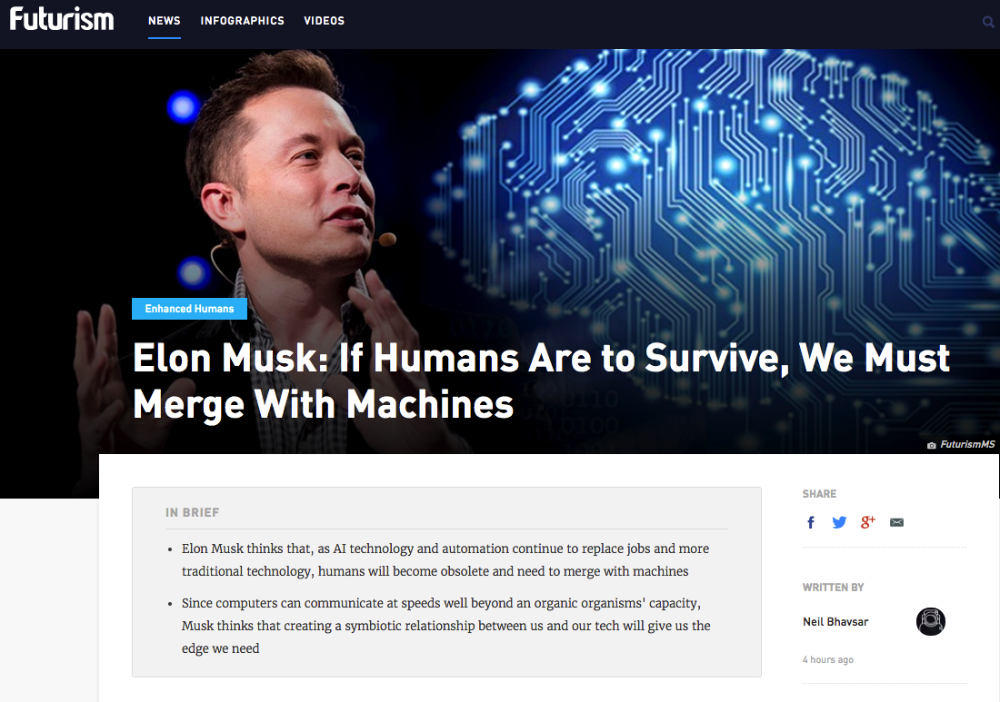 Futurism
NEWS INFOGRAPHICS VIDEOS
Enhanced Humans
Elon Musk: If Humans Are to Survive, We Must
Merge With Machines
FuturismMS
IN BRIEF
• Elon Musk thinks that, as AI technology and automation continue to replace jobs and more
traditional technology, humans will become obsolete and need to merge with machines
• Since computers can communicate at speeds well beyond an organic organisms' capacity,
Musk thinks that creating a symbiotic relationship between us and our tech will give us the
edge we need
SHARE
f g+
WRITTEN BY
Neil Bhavsar
4 hours ago